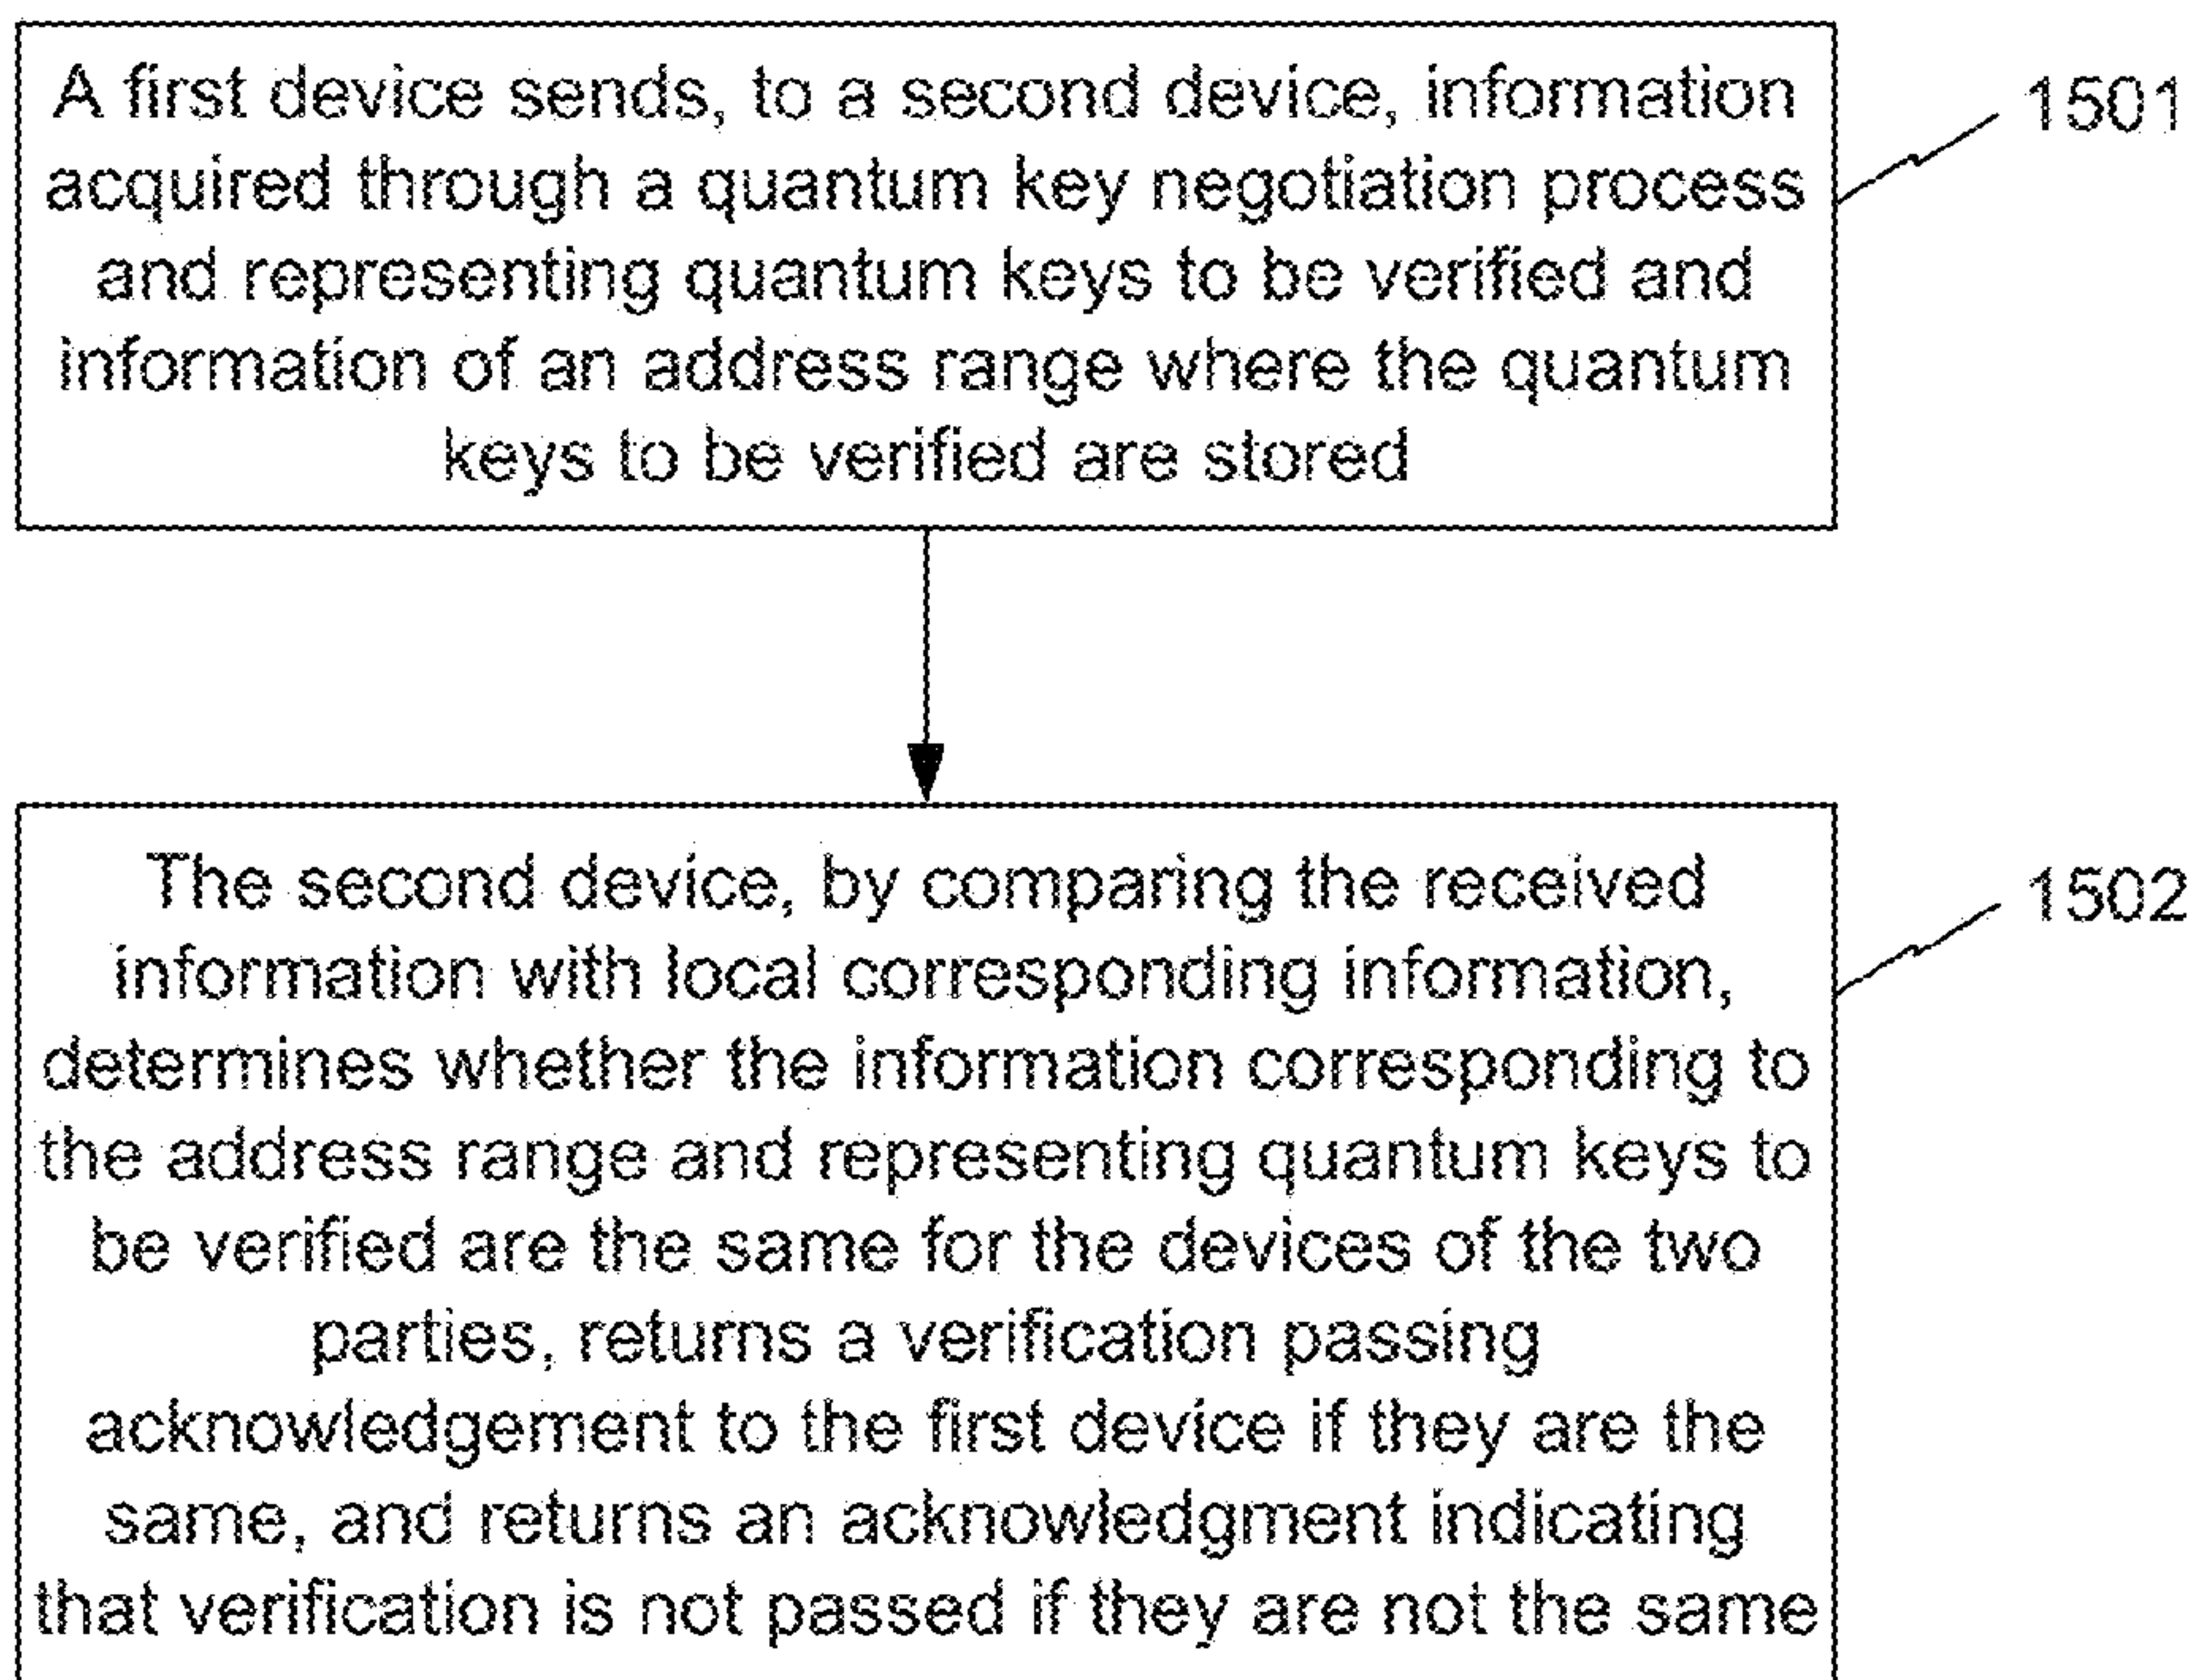 A first device sends, to a second device, information
acquired through a quantum key negotiation process
and representing quantum keys to be verified and
information of an address range where the quantum
keys to be verified are stored
1501
The second device, by comparing the received
information with local corresponding information,
determines whether the information corresponding to
the address range and representing quantum keys to
be verified are the same for the devices of the two
parties, returns a verification passing
acknowledgement to the first device if they are the
same, and returns an acknowledgment indicating
that verification is not passed if they are not the same
1502